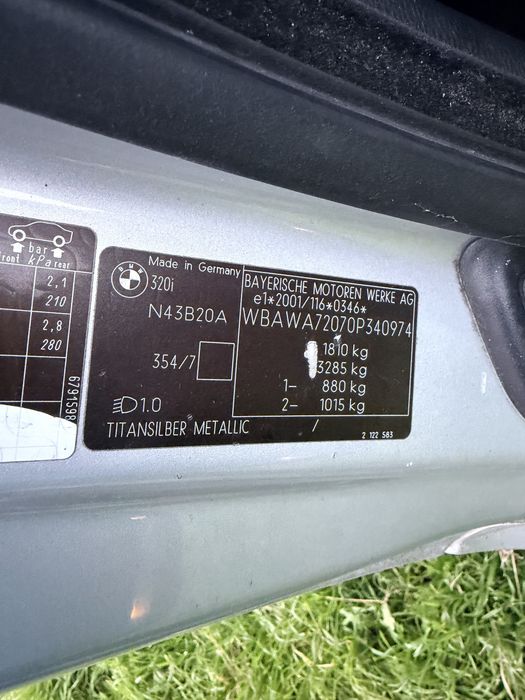 bar
front kPa rear
2,1
210
2,8
280
6791598
BMW
Made in Germany
320i
N43B20A
354/7
1.0
TITANSILBER METALLIC /
BAYERISCHE MOTOREN WERKE AG
e1*2001/116*0346*
WBAWA72070P340974
1810 kg
3285 kg
1- 880 kg
2- 1015 kg
2 122 583